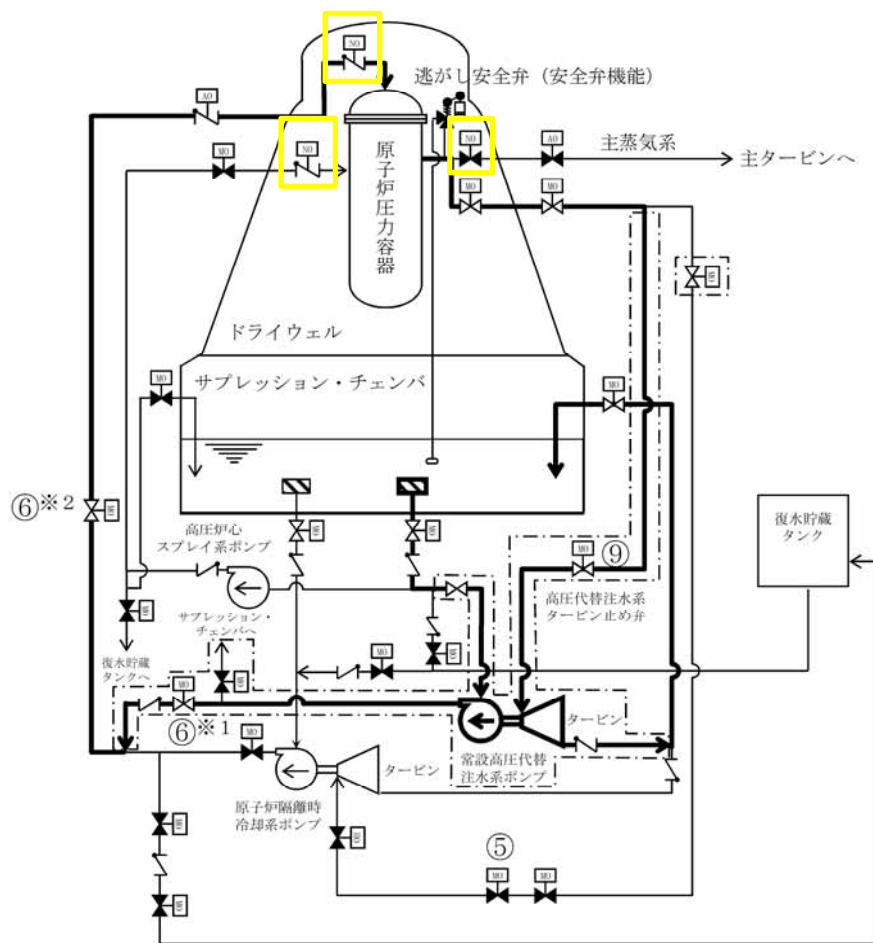 NO
逃がし安全弁（安全弁機能）
AO
MO
NO
NO
AO
主蒸気系
主タービンへ
原子炉圧力容器
MO
MO
MO
ドライウェル
サプレッション・チェンバ
MO
MO
⑥※2
MO
MO
MO
高圧炉心
スプレイ系ポンプ
復水貯蔵
タンク
MO
⑨
高圧代替注水系
タービン止め弁
MO
サプレッション・
チェンバへ
復水貯蔵
タンクへ
MO
MO
MO
MO
⑥※1
タービン
常設高圧代替
注水系ポンプ
MO
タービン
原子炉隔離時
冷却系ポンプ
MO
⑤
MO
MO
MO